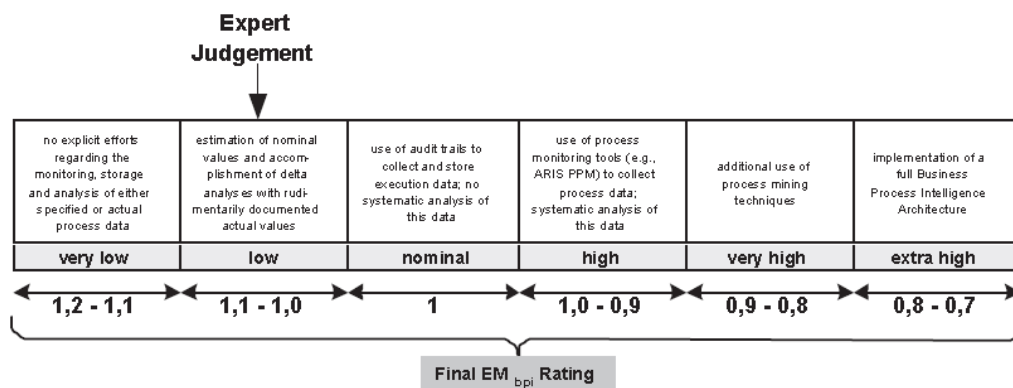 Expert
Judgement
no explicit efforts
regarding the
monitoring, storage
and analysis of either
specified or actual
process data
estimation of nominal
values and accom-
plishment of delta
analyses with rudi-
mentarily documented
actual values
use of audit trails to
collect and store
execution data; no
systematic analysis of
this data
use of process
monitoring tools (e.g.,
ARIS PPM) to collect
process data;
systematic analysis of
this data
additional use of
process mining
techniques
implementation of a
full Business
Process Intelligence
Architecture
very low
low
nominal
high
very high
extra high
1,2 - 1,1
1,1 - 1,0
1
1,0 - 0,9
0,9 - 0,8
0,8 - 0,7
Final EM bpi Rating